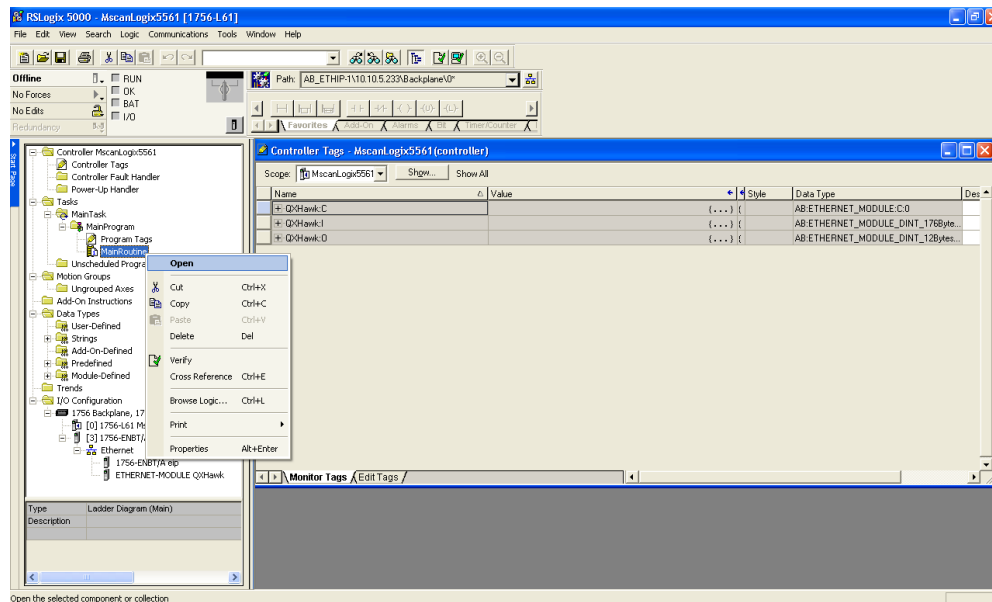 RSLogix 5000 - MscanLogix5561 [1756-L61]
File Edit View Search Logic Communications Tools Window Help
Offline RUN
No Forces OK
No Edits BAT
Redundancy I/O
Path: AB_ETHIP-1\10.10.5.233\Backplane\0*
Favorites Add-On Alarms Bit Timer/Counter
Start Page
Controller MscanLogix5561
Controller Tags
Controller Fault Handler
Power-Up Handler
Tasks
MainTask
MainProgram
Program Tags
MainRoutine
Unscheduled Progra
Motion Groups
Ungrouped Axes
Add-On Instructions
Data Types
User-Defined
Strings
Add-On-Defined
Predefined
Module-Defined
Trends
I/O Configuration
1756 Backplane, 17
[0] 1756-L61 Ms
[3] 1756-ENBT/
Ethernet
1756-ENBT/A eip
ETHERNET-MODULE QXHawk
Type Ladder Diagram (Main)
Description
Open
Cut Ctrl+X
Copy Ctrl+C
Paste Ctrl+V
Delete Del
Verify
Cross Reference Ctrl+E
Browse Logic... Ctrl+L
Print
Properties Alt+Enter
Controller Tags - MscanLogix5561(controller)
Scope: MscanLogix5561 Show... Show All
Name Value Style Data Type Des
QXHawk:C {...} { AB:ETHERNET_MODULE:C:0
QXHawk:I {...} { AB:ETHERNET_MODULE_DINT_176Byte...
QXHawk:O {...} { AB:ETHERNET_MODULE_DINT_12Bytes...
Monitor Tags Edit Tags
Open the selected component or collection